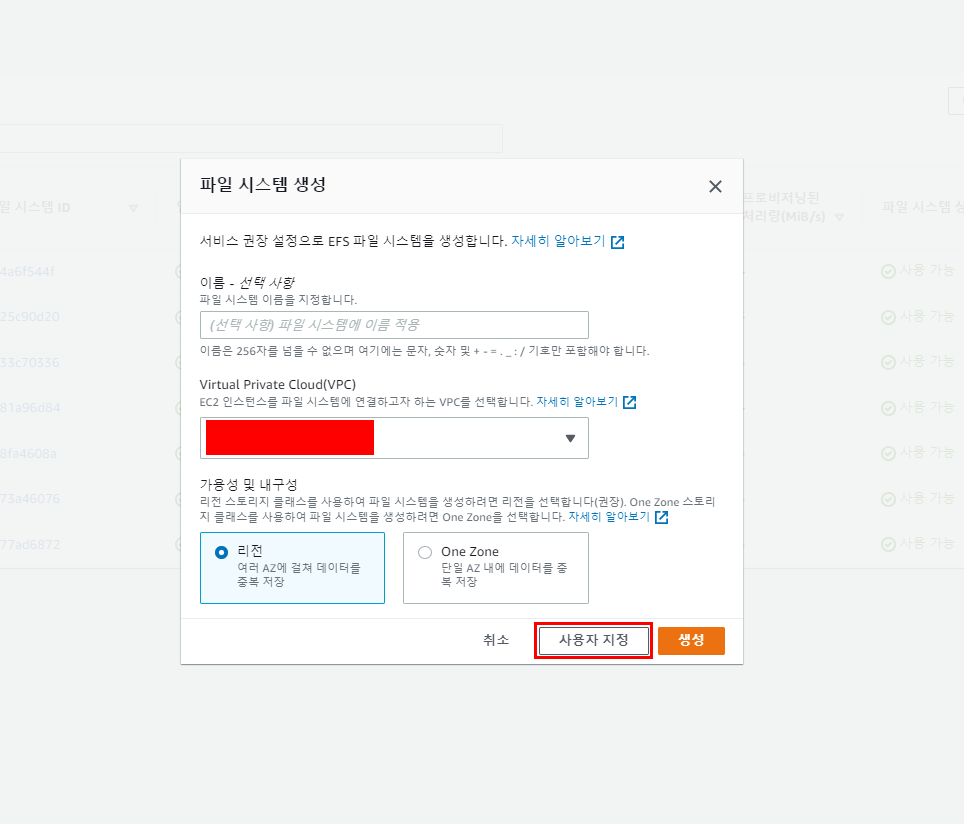 파일 시스템 생성
일 시스템 ID
프로비저닝된
처리량(MiB/s)
파일 시스템 상
서비스 권장 설정으로 EFS 파일 시스템을 생성합니다. 자세히 알아보기
4a6f544f
사용 가능
이름 - 선택 사항
파일 시스템 이름을 지정합니다.
25c90d20
(선택 사항) 파일 시스템에 이름 적용
사용 가능
이름은 256자를 넘을 수 없으며 여기에는 문자, 숫자 및 + - = . _ : / 기호만 포함해야 합니다.
33c70336
사용 가능
Virtual Private Cloud(VPC)
EC2 인스턴스를 파일 시스템에 연결하고자 하는 VPC를 선택합니다. 자세히 알아보기
81a96d84
사용 가능
8fa4608a
사용 가능
가용성 및 내구성
리전 스토리지 클래스를 사용하여 파일 시스템을 생성하려면 리전을 선택합니다(권장). One Zone 스토리
지 클래스를 사용하여 파일 시스템을 생성하려면 One Zone을 선택합니다. 자세히 알아보기
73a46076
사용 가능
77ad6872
사용 가능
리전
여러 AZ에 걸쳐 데이터를
중복 저장
One Zone
단일 AZ 내에 데이터를 중
복 저장
취소
사용자 지정
생성